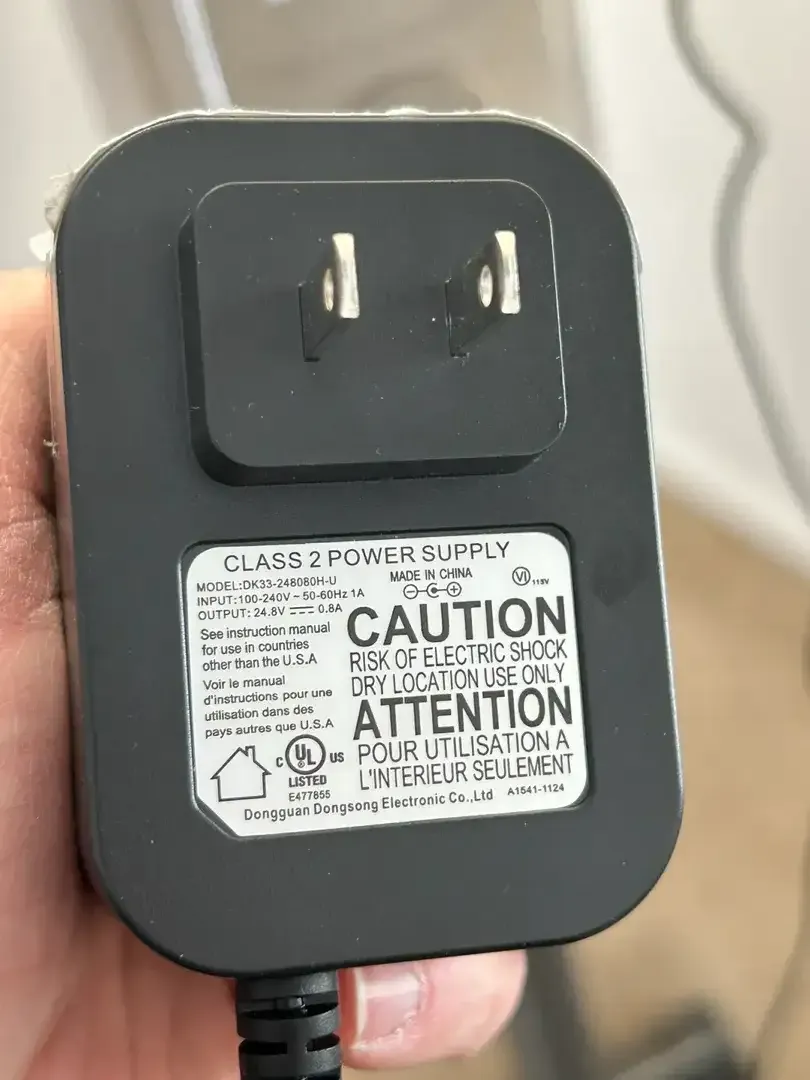 CLASS 2 POWER SUPPLY
MODEL:DK33-248080H-U
INPUT:100-240V ~ 50-60Hz 1A
OUTPUT: 24.8V ⎓ 0.8A
MADE IN CHINA
VI 115V
See instruction manual
for use in countries
other than the U.S.A
Voir le manual
d'instructions pour une
utilisation dans des
pays autres que U.S.A
CAUTION
RISK OF ELECTRIC SHOCK
DRY LOCATION USE ONLY
ATTENTION
POUR UTILISATION A
L'INTERIEUR SEULEMENT
C UL ® US
LISTED
E477855
Dongguan Dongsong Electronic Co.,Ltd
A1541-1124